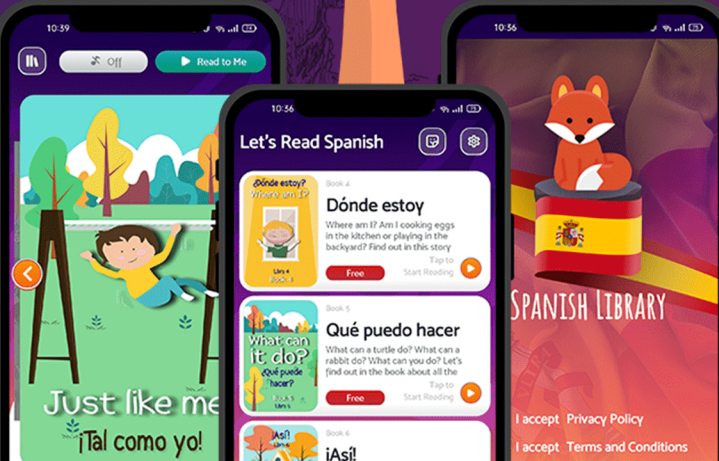 10:39
Off
Read to Me
Just like me
¡Tal como yo!
10:36
Let's Read Spanish
¿Dónde estoy?
Where am I?
Libro 4
Book 4
Book 4
Dónde estoy
Where am I? Am I cooking eggs
in the kitchen or playing in the
backyard? Find out in this story
Free
Tap to
Start Reading
What can
it do?
¿Qué puede
hacer?
Libro 5
Book 5
Qué puedo hacer
What can a turtle do? What can a
rabbit do? What can you do? Let's
find out in the book about all the
Free
Tap to
Start Reading
¡Así!
Libro 6
Book 6
¡Así!
10:36
SPANISH LIBRARY
I accept Privacy Policy
I accept Terms and Conditions